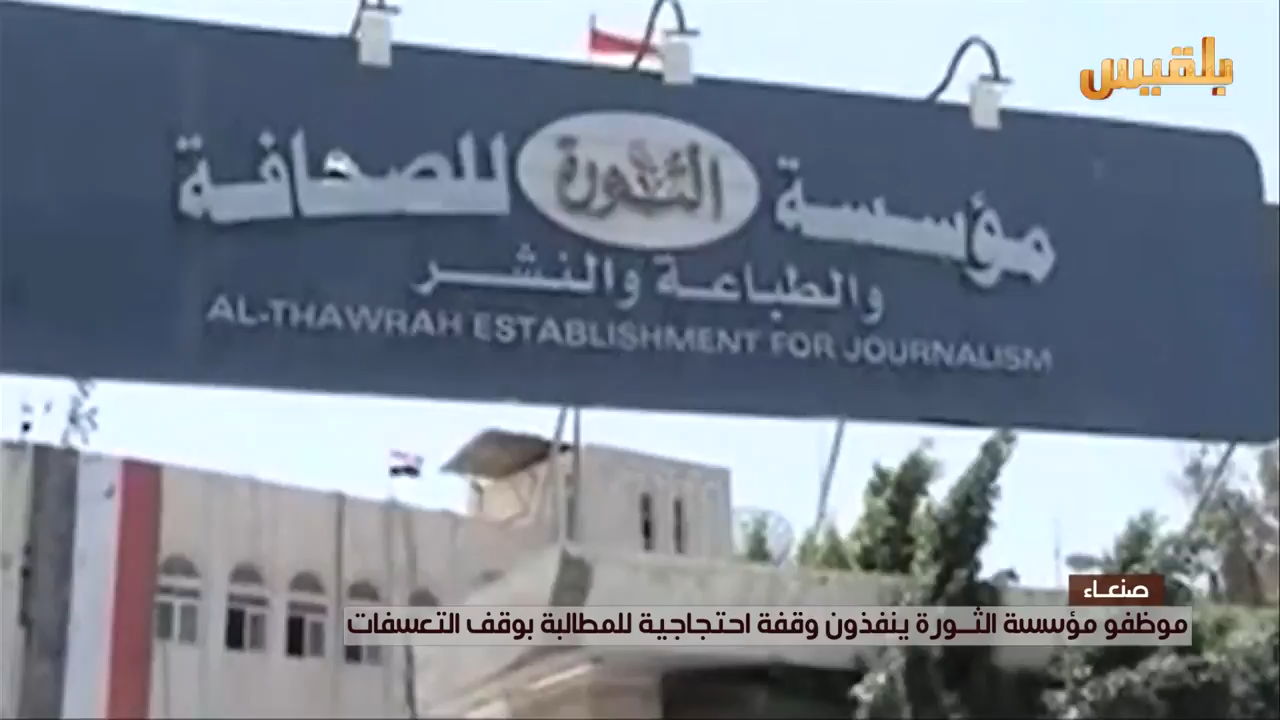 بلقيس
مؤسسة الثورة للصحافة
والطباعة والنشر
AL-THAWRAH ESTABLISHMENT FOR JOURNALISM
صنعاء
موظفو مؤسسة الثورة ينفذون وقفة احتجاجية للمطالبة بوقف التعسفات